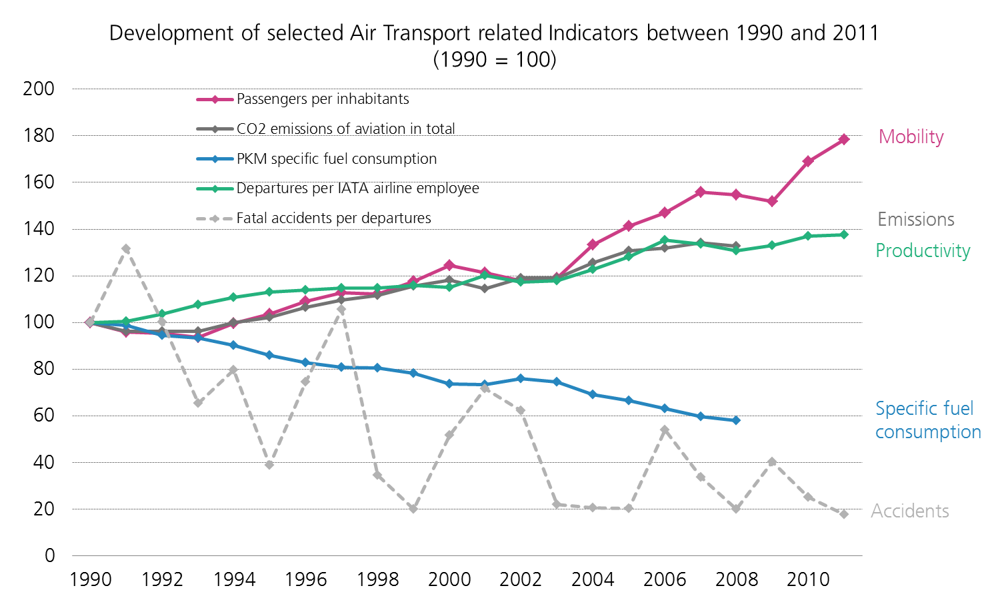 Development of selected Air Transport related Indicators between 1990 and 2011
(1990 = 100)
200
180
160
140
120
100
80
60
40
20
0
Passengers per inhabitants
CO2 emissions of aviation in total
PKM specific fuel consumption
Departures per IATA airline employee
Fatal accidents per departures
Mobility
Emissions
Productivity
Specific fuel
consumption
Accidents
1990 1992 1994 1996 1998 2000 2002 2004 2006 2008 2010